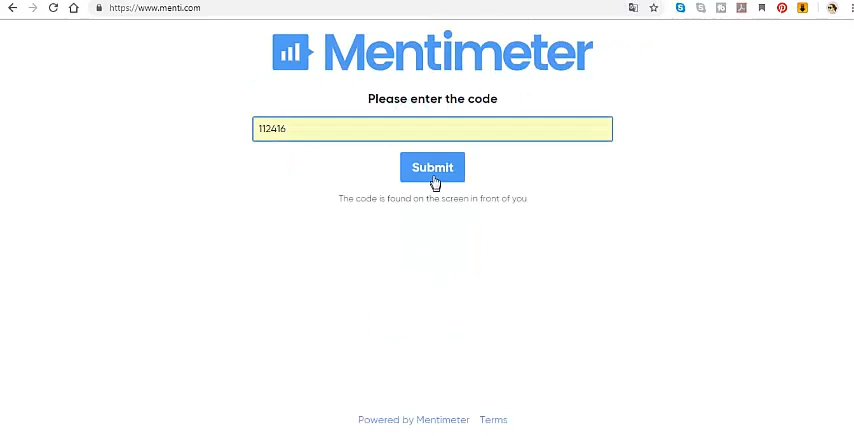 https://www.menti.com
Mentimeter
Please enter the code
112416
Submit
The code is found on the screen in front of you
Powered by Mentimeter Terms